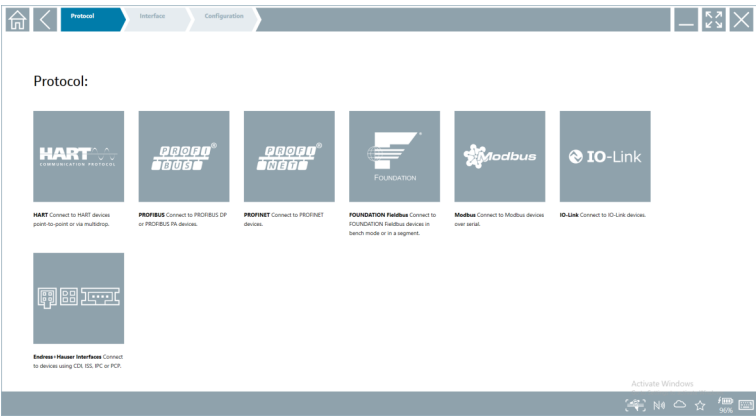 Protocol
Interface
Configuration
Protocol:
HART
COMMUNICATION PROTOCOL
PROFI®
BUS
PROFI®
NET
FOUNDATION
Modbus
IO-Link
HART Connect to HART devices
point-to-point or via multidrop.
PROFIBUS Connect to PROFIBUS DP
or PROFIBUS PA devices.
PROFINET Connect to PROFINET
devices.
FOUNDATION Fieldbus Connect to
FOUNDATION Fieldbus devices in
bench mode or in a segment.
Modbus Connect to Modbus devices
over serial.
IO-Link Connect to IO-Link devices.
Endress+Hauser Interfaces Connect
to devices using CDI, ISS, IPC or PCP.
Activate Windows
96%